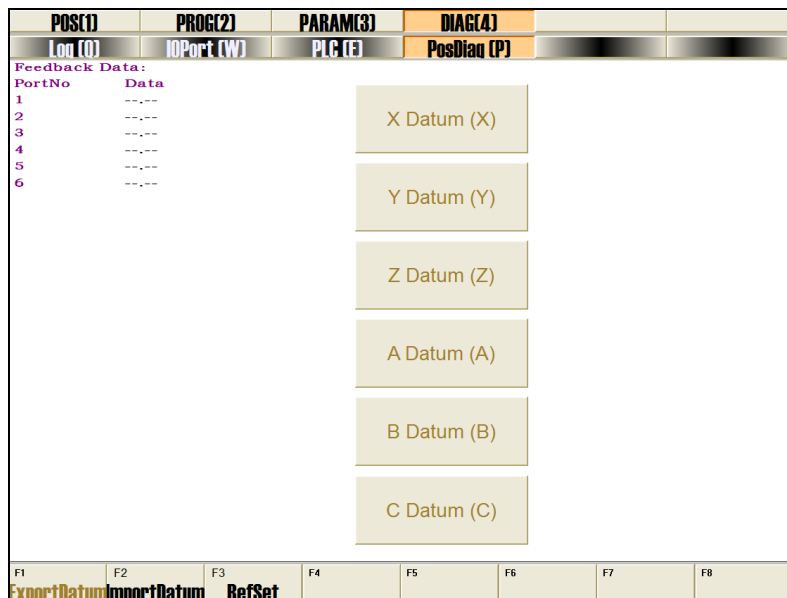 POS(1) PROG(2) PARAM(3) DIAG(4)
Log (Q) IOPort (W) PLC (E) PosDiag (P)
Feedback Data:
PortNo Data
1 --.--
2 --.--
3 --.--
4 --.--
5 --.--
6 --.--
X Datum (X)
Y Datum (Y)
Z Datum (Z)
A Datum (A)
B Datum (B)
C Datum (C)
F1 F2 F3 F4 F5 F6 F7 F8
ExportDatum ImportDatum RefSet